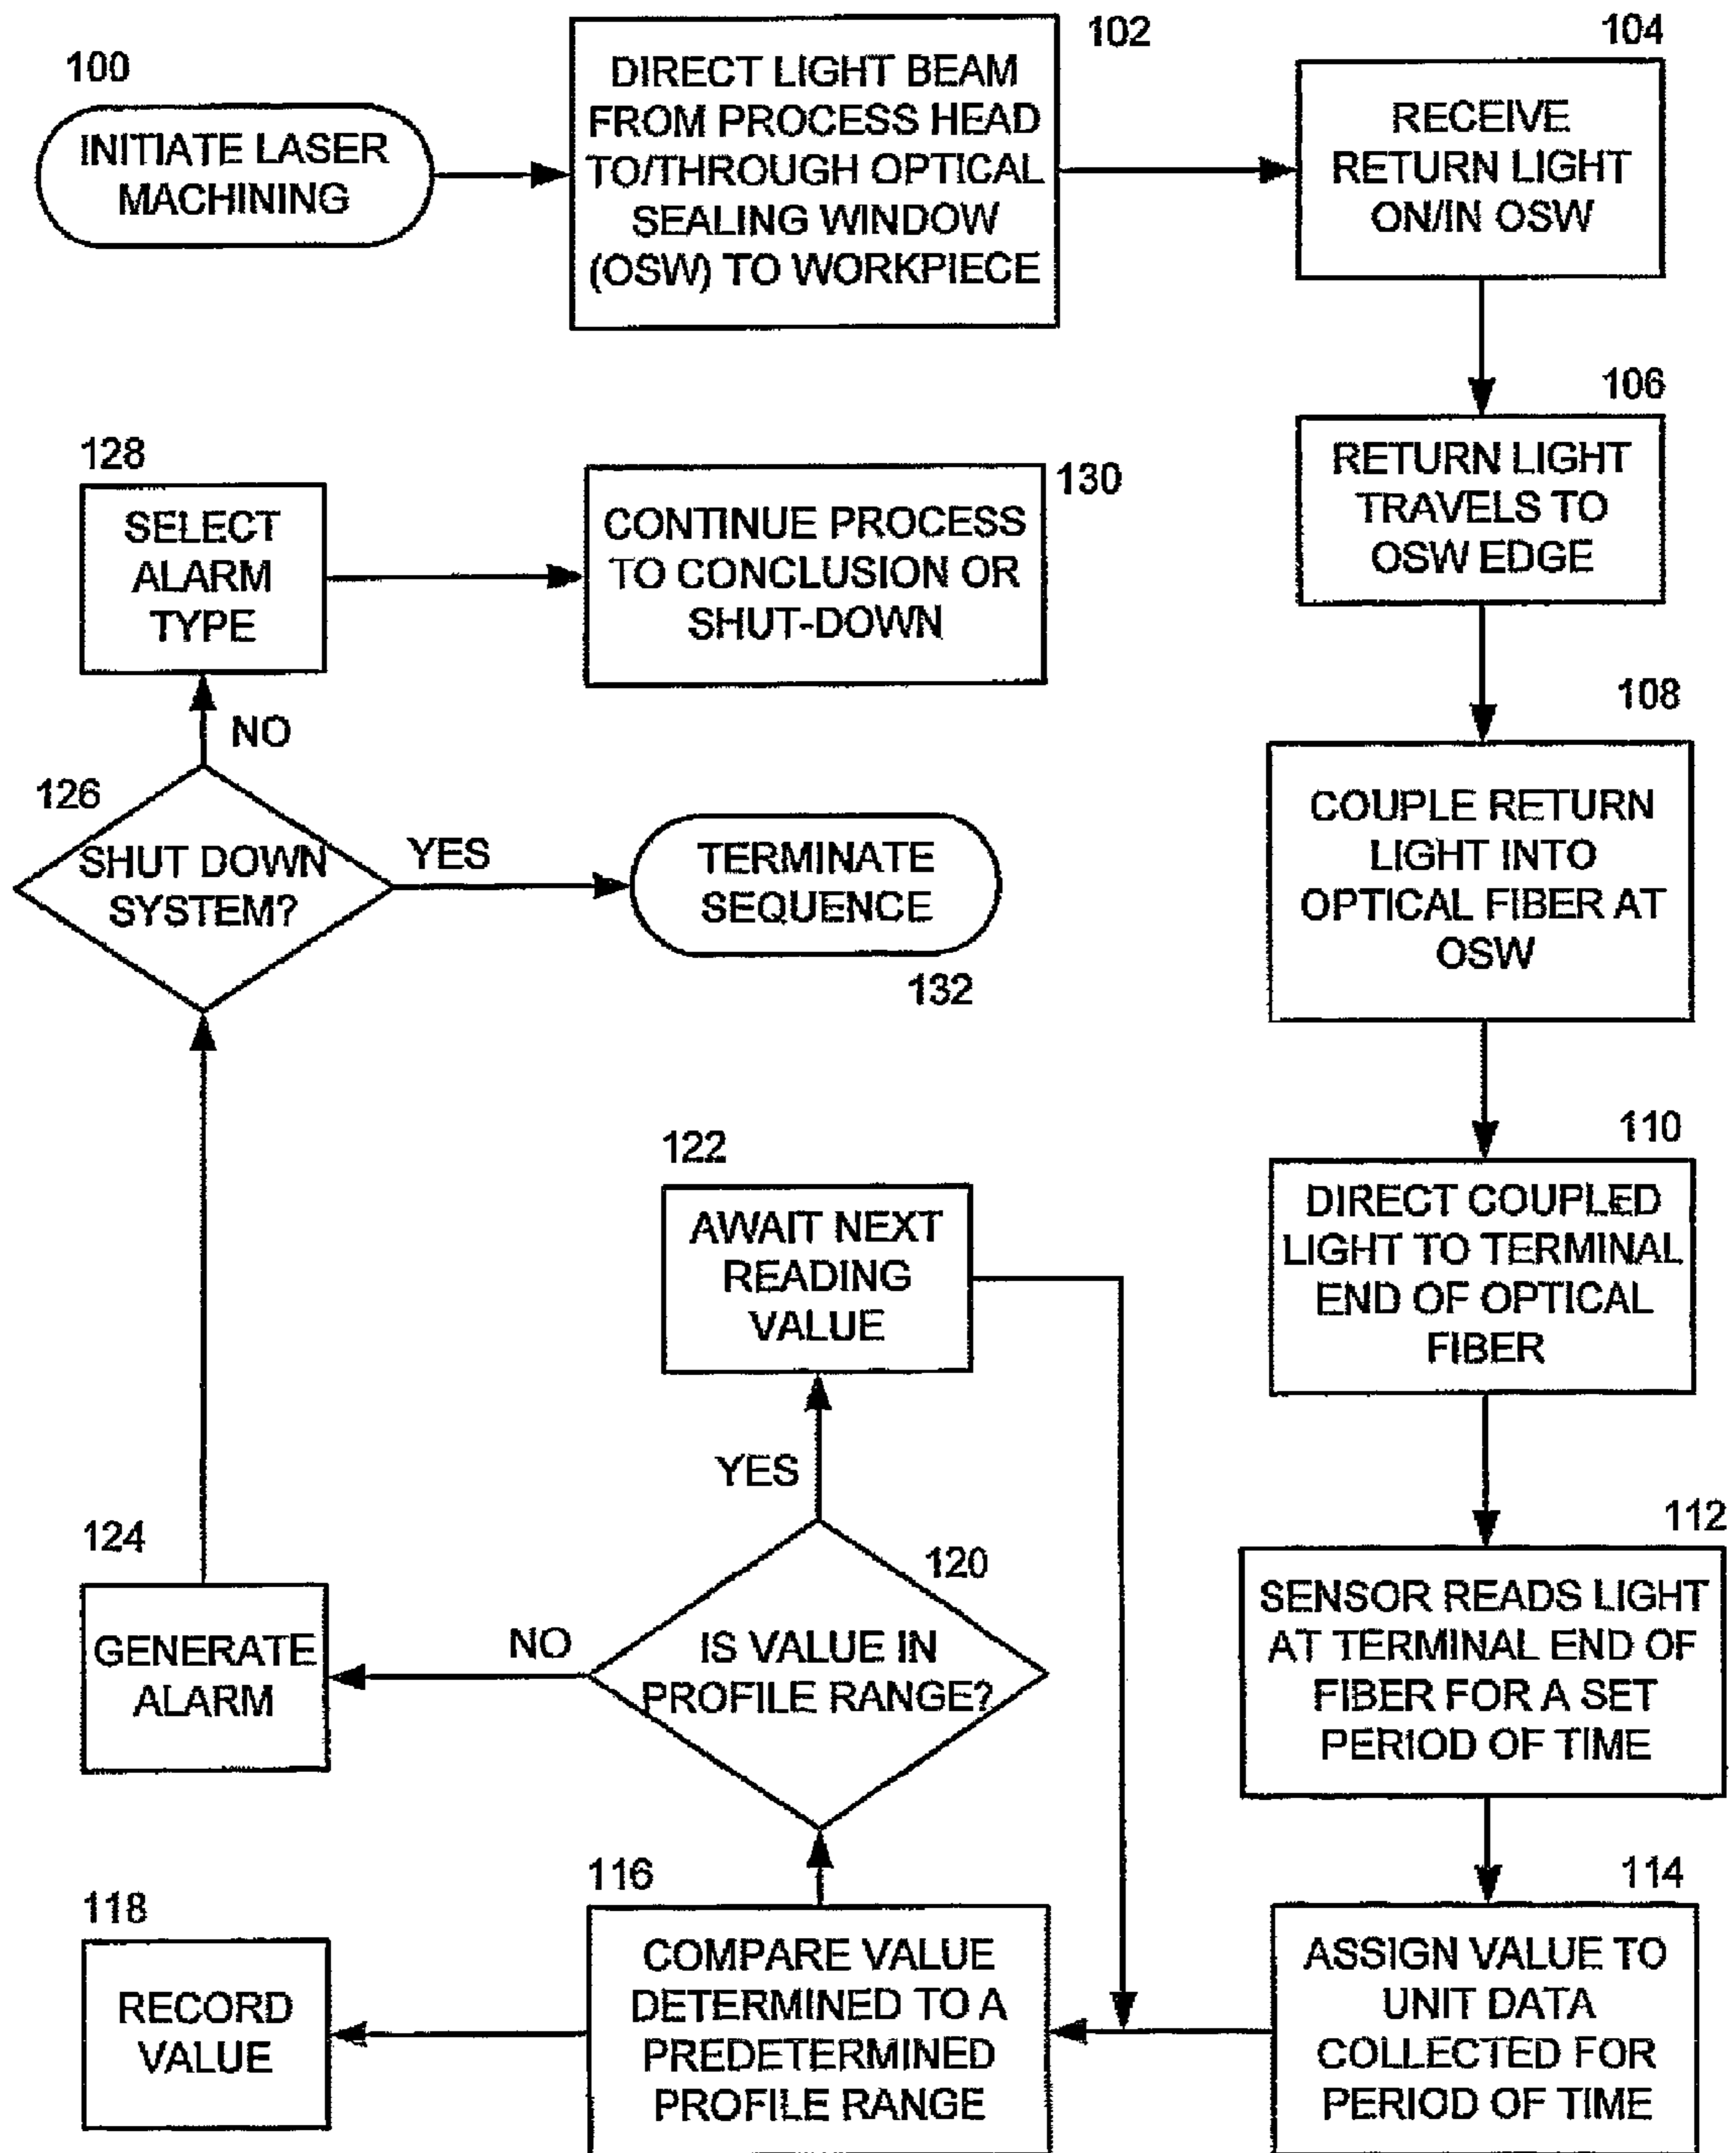 100
INITIATE LASER
MACHINING
102
DIRECT LIGHT BEAM
FROM PROCESS HEAD
TO/THROUGH OPTICAL
SEALING WINDOW
(OSW) TO WORKPIECE
104
RECEIVE
RETURN LIGHT
ON/IN OSW
106
RETURN LIGHT
TRAVELS TO
OSW EDGE
108
COUPLE RETURN
LIGHT INTO
OPTICAL FIBER AT
OSW
110
DIRECT COUPLED
LIGHT TO TERMINAL
END OF OPTICAL
FIBER
112
SENSOR READS LIGHT
AT TERMINAL END OF
FIBER FOR A SET
PERIOD OF TIME
114
ASSIGN VALUE TO
UNIT DATA
COLLECTED FOR
PERIOD OF TIME
116
COMPARE VALUE
DETERMINED TO A
PREDETERMINED
PROFILE RANGE
118
RECORD
VALUE
120
IS VALUE IN
PROFILE RANGE?
YES
NO
122
AWAIT NEXT
READING
VALUE
124
GENERATE
ALARM
126
SHUT DOWN
SYSTEM?
NO
YES
128
SELECT
ALARM
TYPE
130
CONTINUE PROCESS
TO CONCLUSION OR
SHUT-DOWN
TERMINATE
SEQUENCE
132